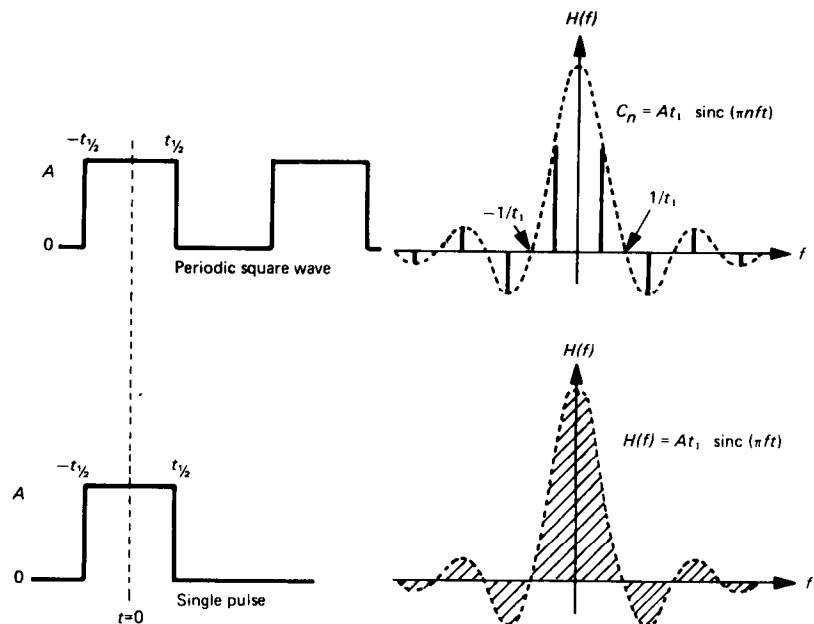 H(f)
Cₙ = At₁ sinc (πnft)
−t½ t½
A
−1/t₁ 1/t₁
0
f
Periodic square wave
H(f)
H(f) = At₁ sinc (πft)
−t½ t½
A
0
f
Single pulse
t=0